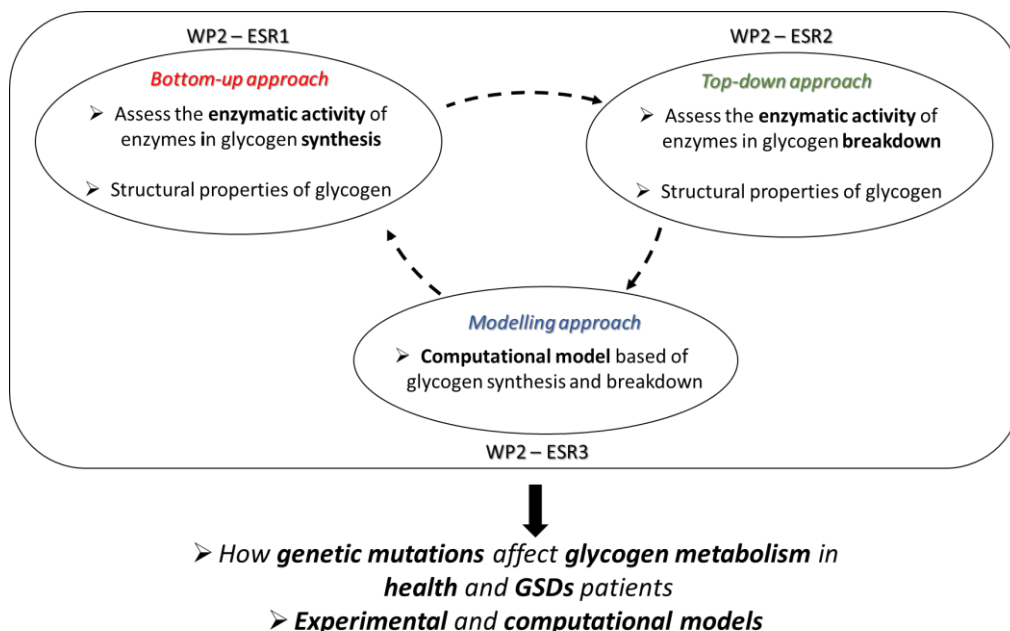 WP2 – ESR1
Bottom-up approach
➢ Assess the enzymatic activity of
enzymes in glycogen synthesis
➢ Structural properties of glycogen
WP2 – ESR2
Top-down approach
➢ Assess the enzymatic activity of
enzymes in glycogen breakdown
➢ Structural properties of glycogen
Modelling approach
➢ Computational model based of
glycogen synthesis and breakdown
WP2 – ESR3
➢ How genetic mutations affect glycogen metabolism in
health and GSDs patients
➢ Experimental and computational models